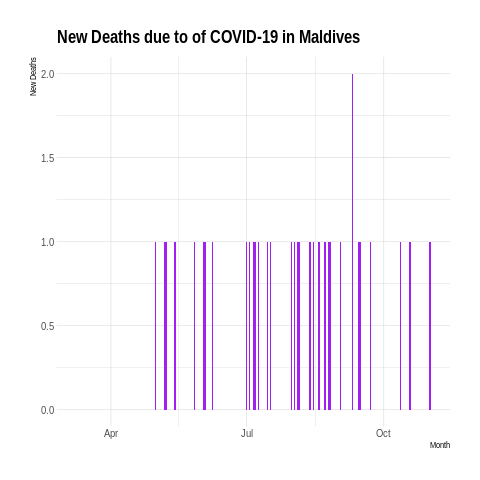 New Deaths due to of COVID-19 in Maldives
New Deaths
2.0
1.5
1.0
0.5
0.0
Apr
Jul
Oct
Month